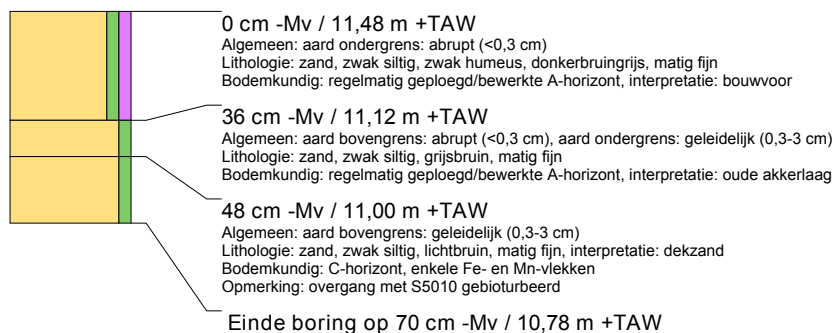 0 cm -Mv / 11,48 m +TAW
Algemeen: aard ondergrens: abrupt (<0,3 cm)
Lithologie: zand, zwak siltig, zwak humeus, donkerbruingrijs, matig fijn
Bodemkundig: regelmatig geploegd/bewerkte A-horizont, interpretatie: bouwvoor
36 cm -Mv / 11,12 m +TAW
Algemeen: aard bovengrens: abrupt (<0,3 cm), aard ondergrens: geleidelijk (0,3-3 cm)
Lithologie: zand, zwak siltig, grijsbruin, matig fijn
Bodemkundig: regelmatig geploegd/bewerkte A-horizont, interpretatie: oude akkerlaag
48 cm -Mv / 11,00 m +TAW
Algemeen: aard bovengrens: geleidelijk (0,3-3 cm)
Lithologie: zand, zwak siltig, lichtbruin, matig fijn, interpretatie: dekzand
Bodemkundig: C-horizont, enkele Fe- en Mn-vlekken
Opmerking: overgang met S5010 gebioturbeerd
Einde boring op 70 cm -Mv / 10,78 m +TAW